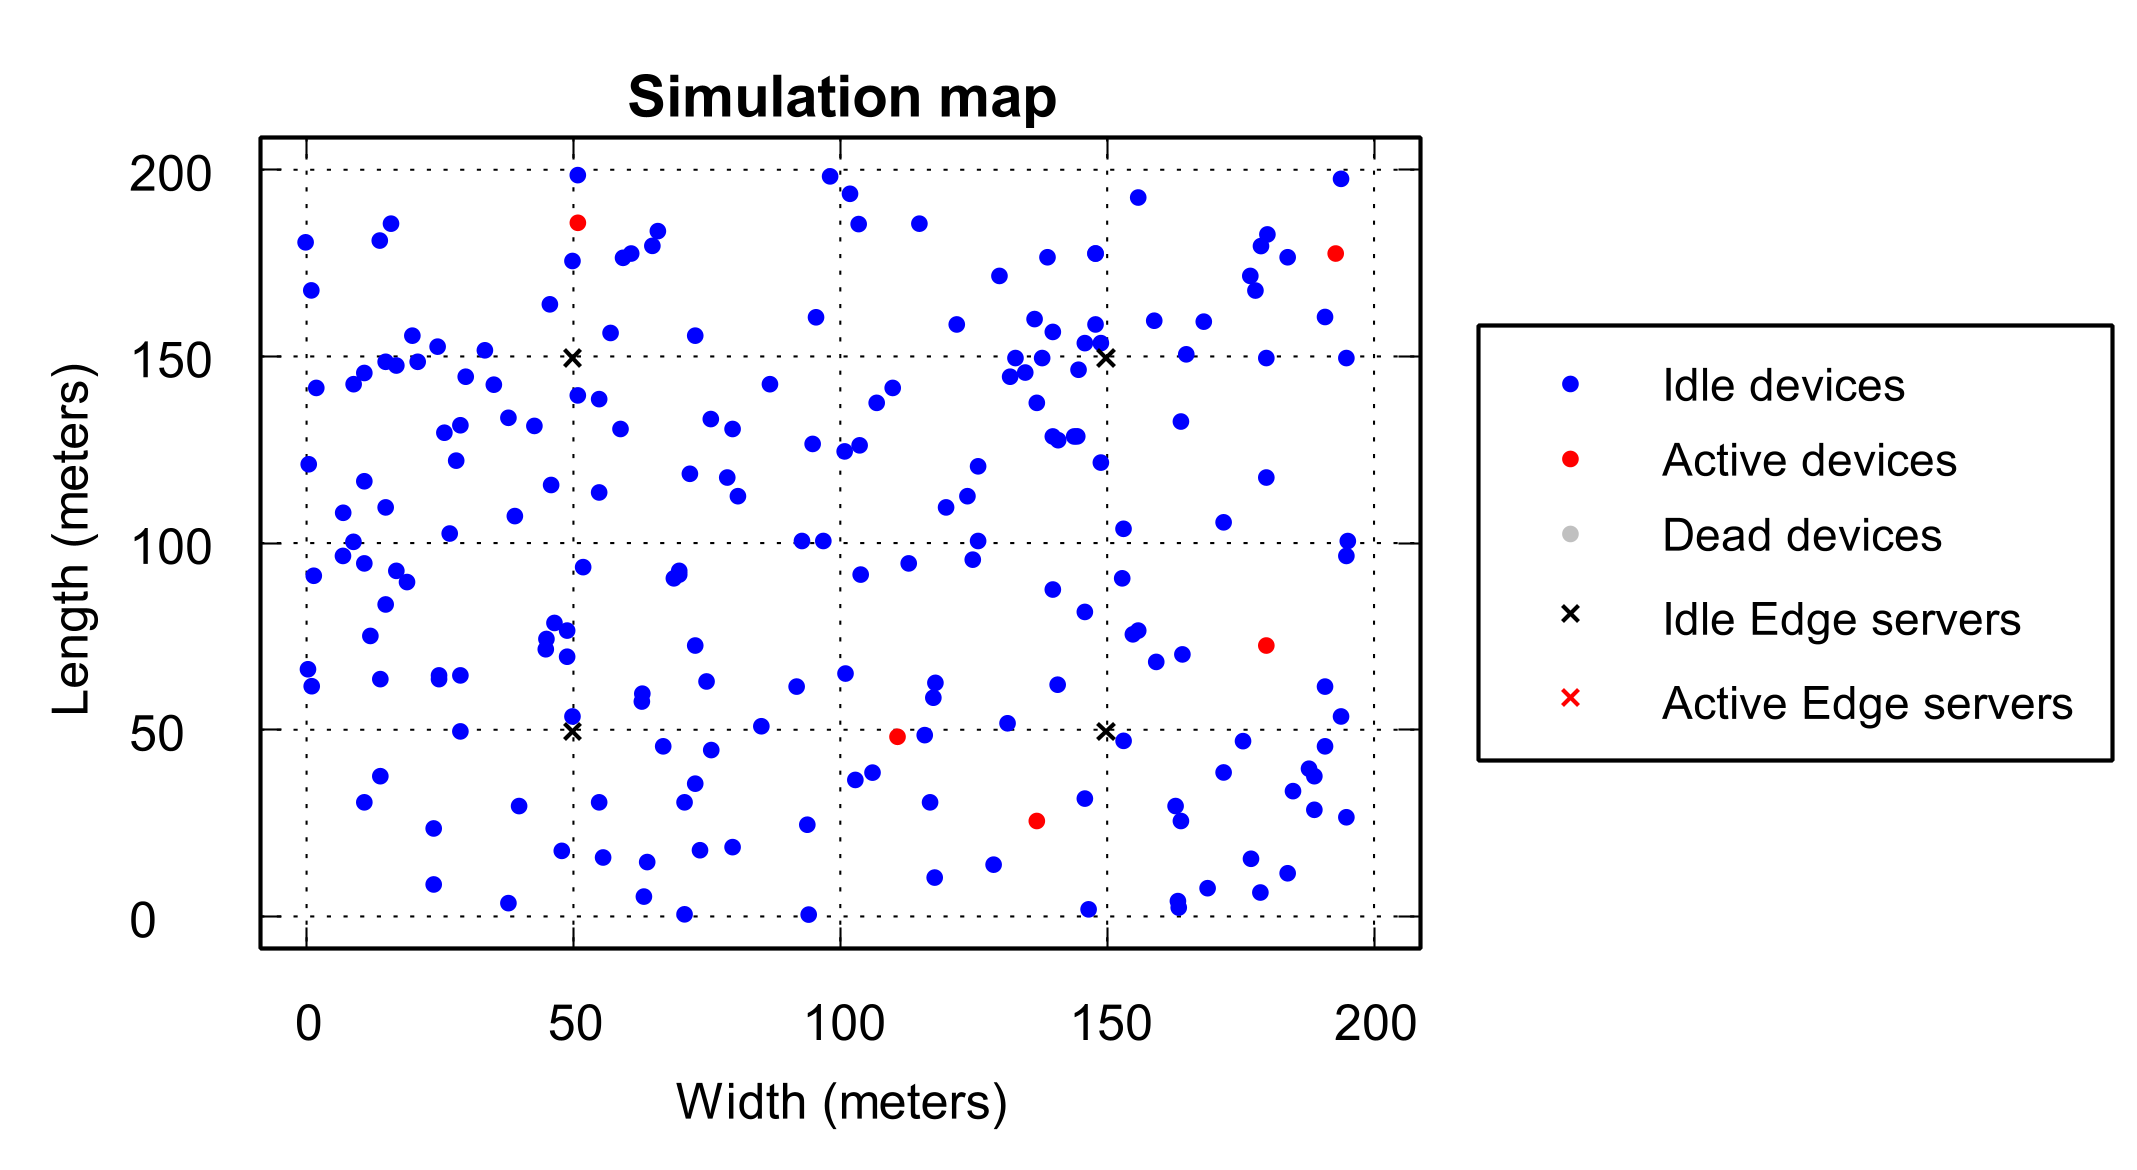 Simulation map
200
150
100
50
0
Length (meters)
0 50 100 150 200
Width (meters)
Idle devices
Active devices
Dead devices
Idle Edge servers
Active Edge servers